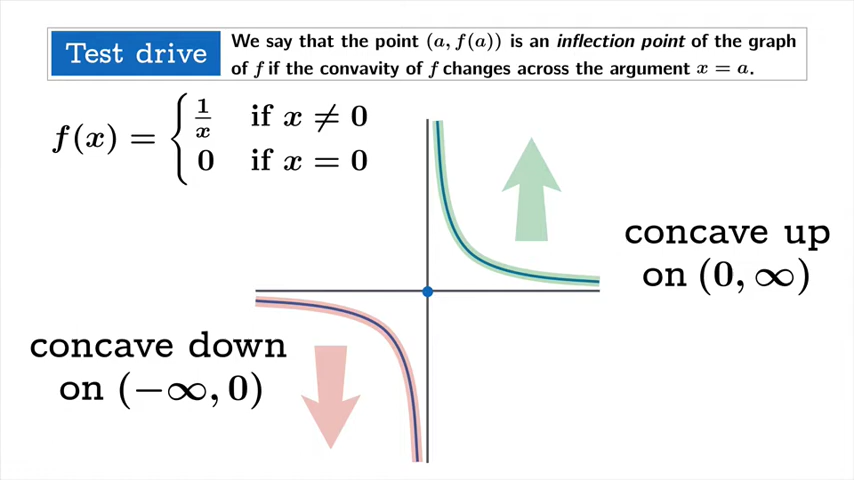 Test drive
We say that the point (a, f(a)) is an inflection point of the graph
of f if the convavity of f changes across the argument x = a.
f(x) = { 1/x if x ≠ 0
0 if x = 0
concave up
on (0, ∞)
concave down
on (−∞, 0)